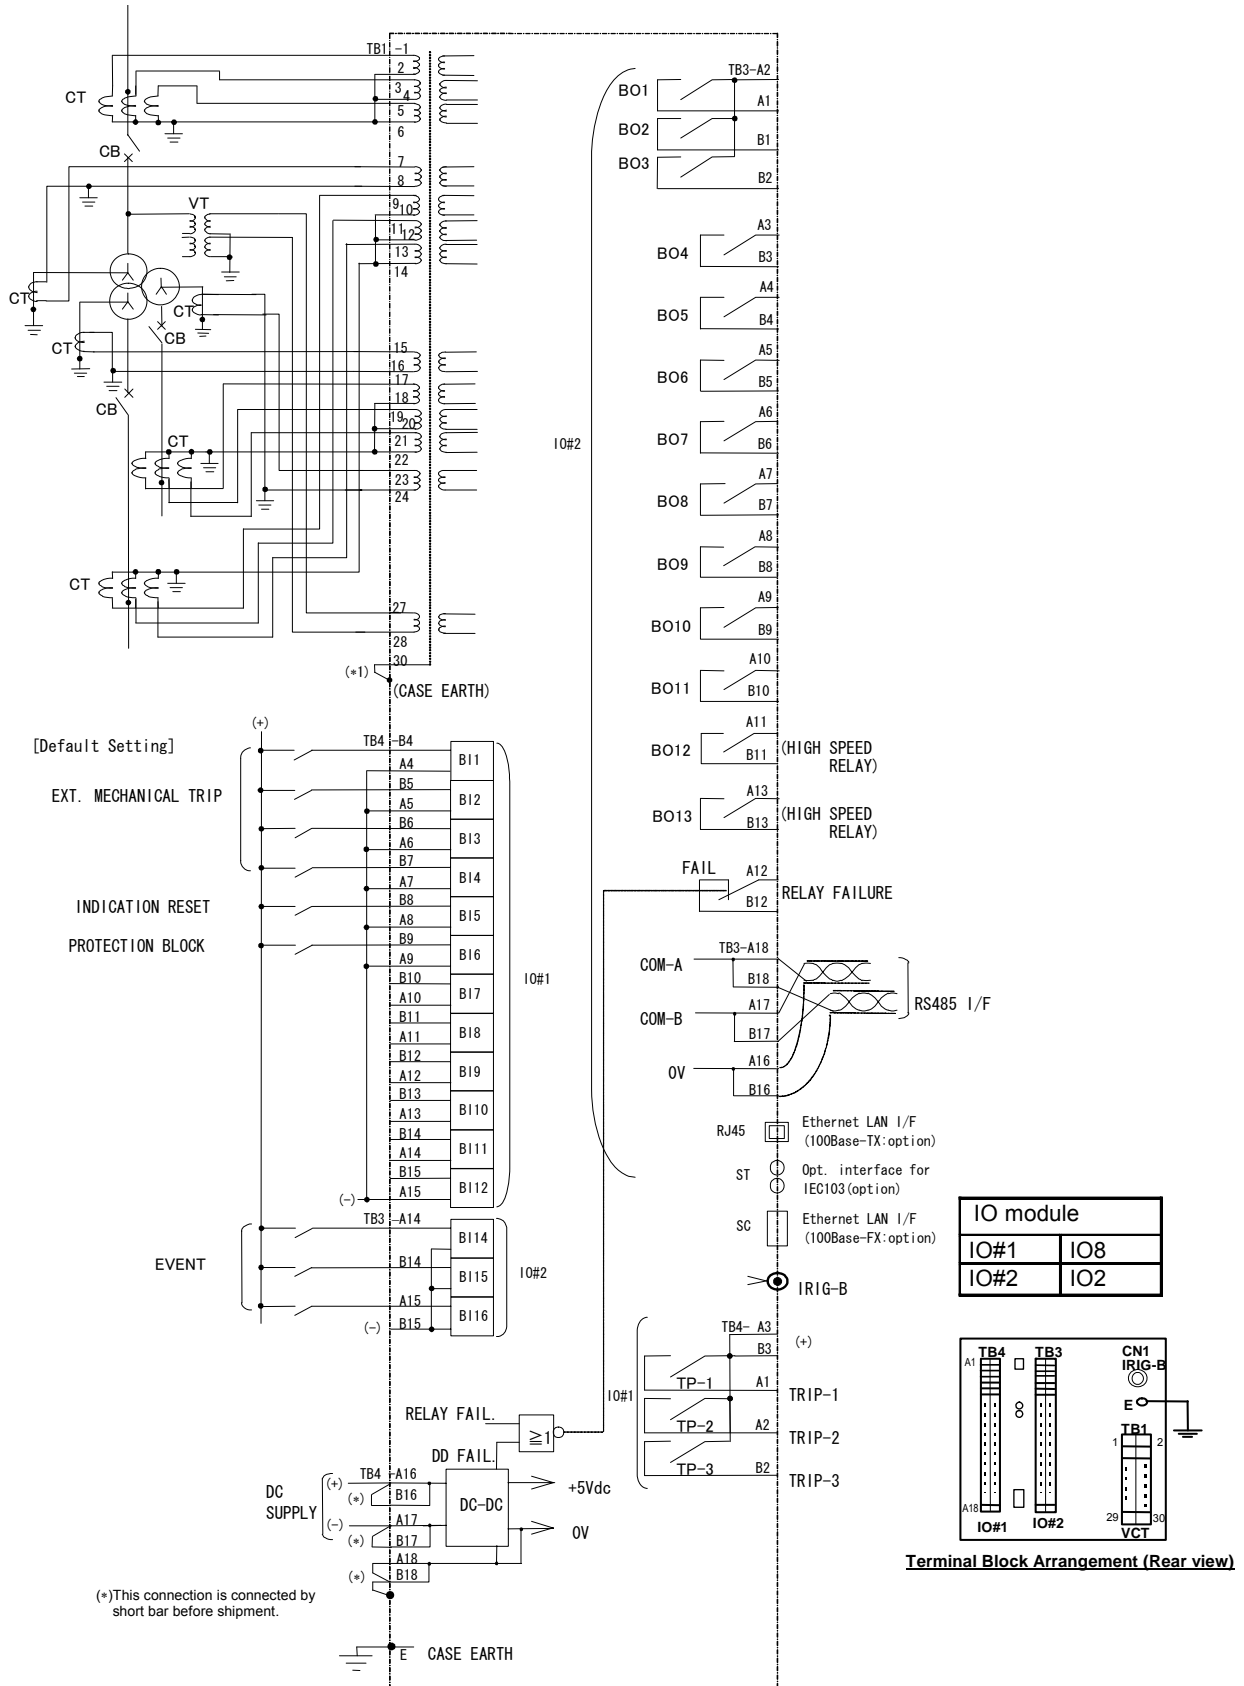 TB1 -1
2
3
4
5
6
CT
CB
7
8
VT
9
10
11
12
13
14
CT
CT
CT
CB
CB
15
16
17
18
19
20
21
22
23
24
CT
CT
27
28
30
(*1)
(CASE EARTH)
IO#2
BO1
TB3-A2
A1
BO2
B1
BO3
B2
BO4
A3
B3
BO5
A4
B4
BO6
A5
B5
BO7
A6
B6
BO8
A7
B7
BO9
A8
B8
BO10
A9
B9
BO11
A10
B10
BO12
A11
B11
(HIGH SPEED
RELAY)
BO13
A13
B13
(HIGH SPEED
RELAY)
FAIL
A12
B12
RELAY FAILURE
COM-A
TB3-A18
B18
COM-B
A17
B17
0V
A16
B16
RS485 I/F
RJ45
Ethernet LAN I/F
(100Base-TX:option)
ST
Opt. interface for
IEC103(option)
SC
Ethernet LAN I/F
(100Base-FX:option)
IRIG-B
[Default Setting]
(+)
EXT. MECHANICAL TRIP
INDICATION RESET
PROTECTION BLOCK
TB4 -B4
A4
BI1
B5
A5
BI2
B6
A6
BI3
B7
A7
BI4
B8
A8
BI5
B9
A9
BI6
B10
A10
BI7
B11
A11
BI8
B12
A12
BI9
B13
A13
BI10
B14
A14
BI11
B15
A15
BI12
(-)
IO#1
EVENT
TB3 -A14
BI14
B14
BI15
A15
BI16
B15
(-)
IO#2
IO#1
TB4- A3
(+)
B3
TP-1
A1
TRIP-1
TP-2
A2
TRIP-2
TP-3
B2
TRIP-3
RELAY FAIL.
≧1
DD FAIL.
DC
SUPPLY
(+)
TB4 -A16
(*)
B16
(-)
A17
(*)
B17
A18
(*)
B18
DC-DC
+5Vdc
0V
(*)This connection is connected by
short bar before shipment.
E
CASE EARTH
IO module
IO#1 IO8
IO#2 IO2
TB4
TB3
CN1
IRIG-B
A1
E
TB1
1
2
A18
IO#1
IO#2
29
30
VCT
Terminal Block Arrangement (Rear view)